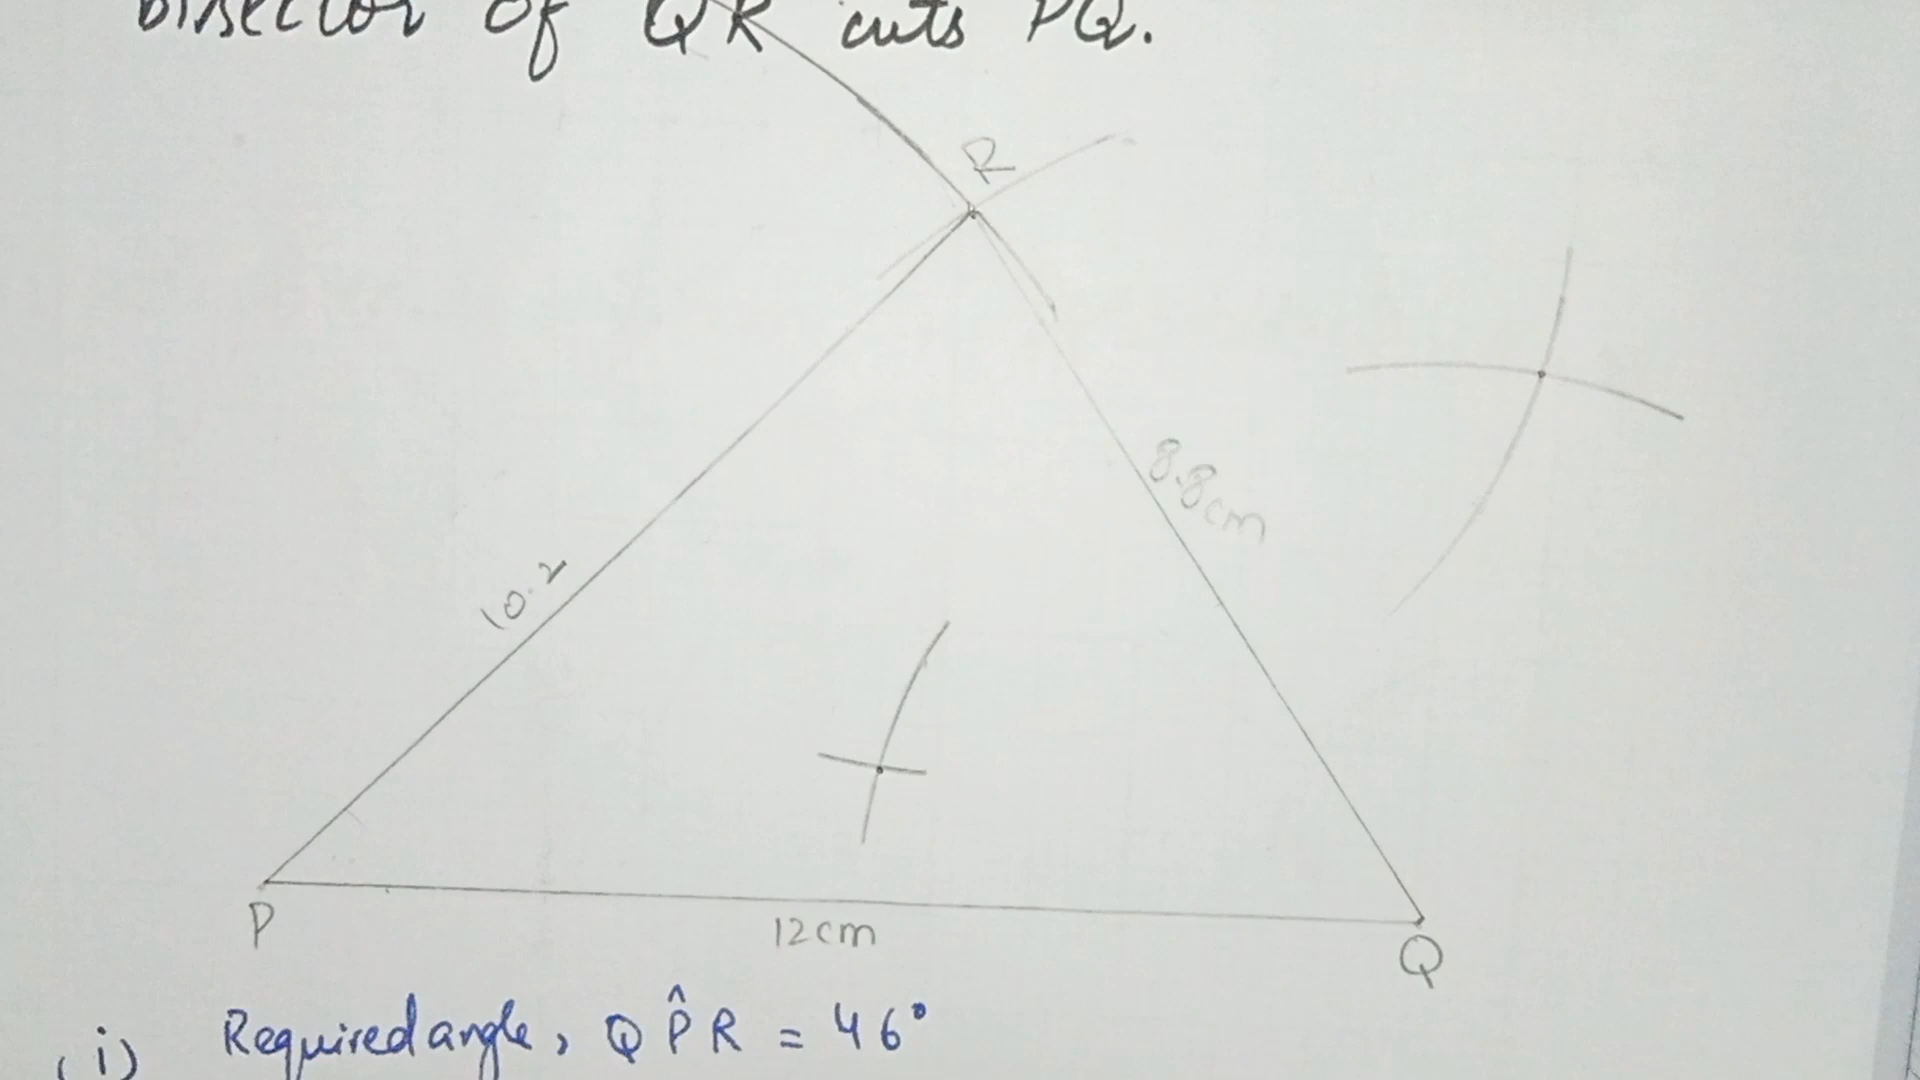 bisector of QR cuts PQ.
R
8.8cm
10.2
P
12cm
Q
(i) Required angle, QP̂R = 46°